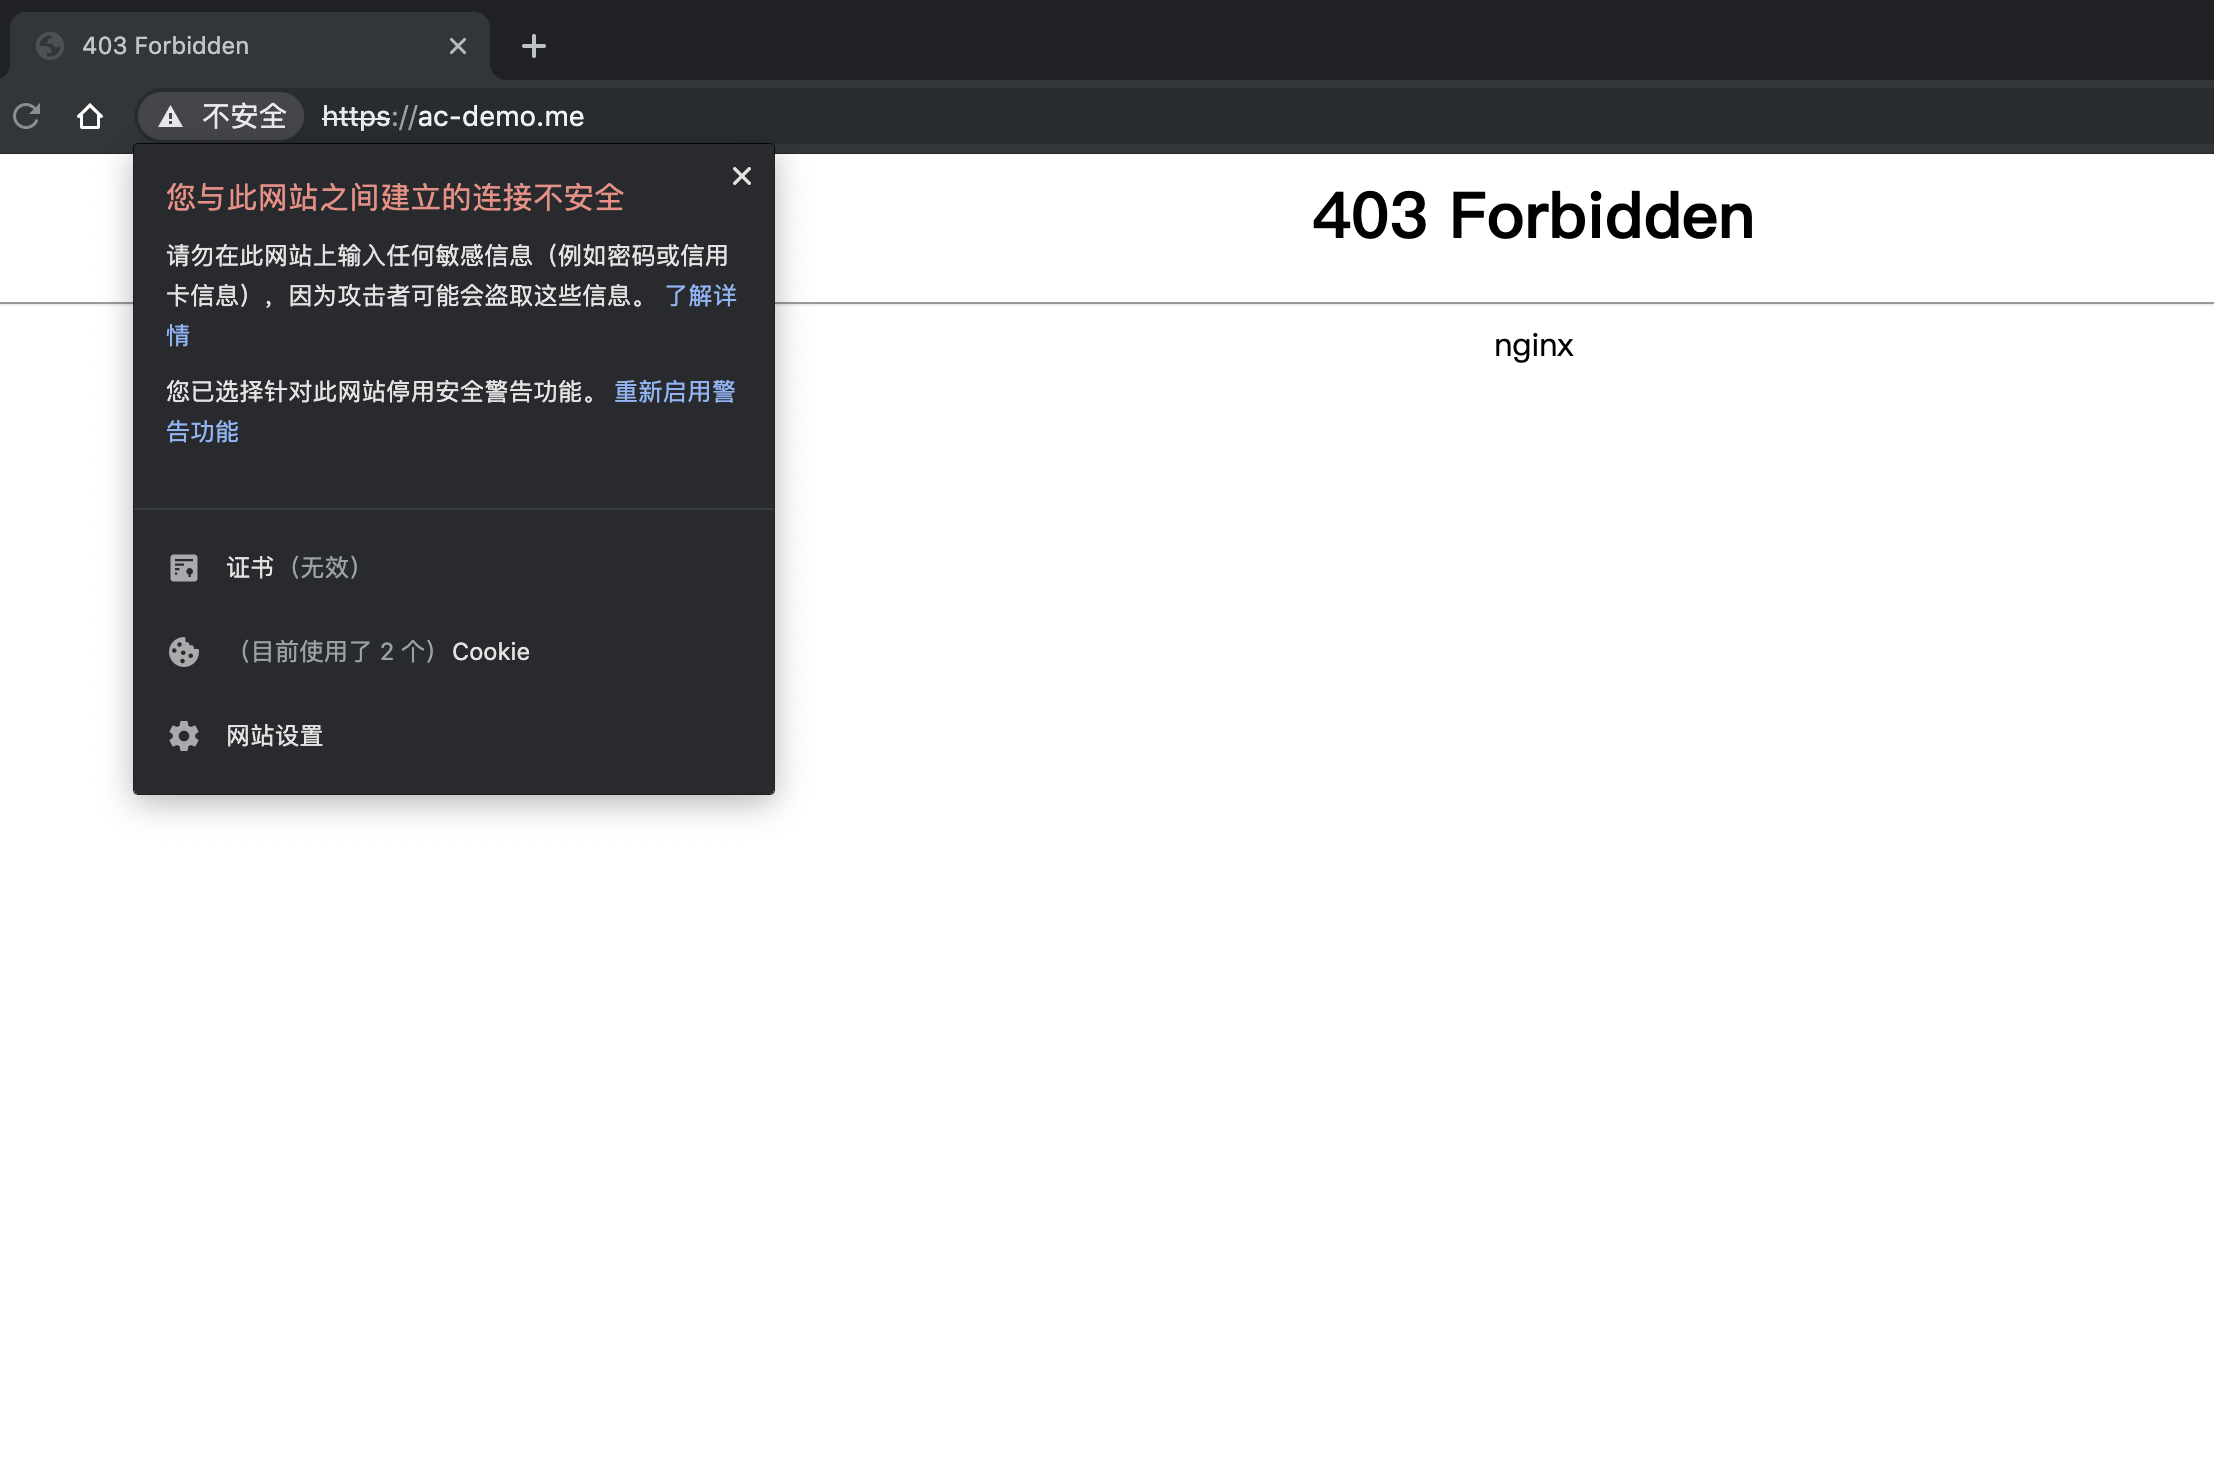 403 Forbidden
不安全 https://ac-demo.me
您与此网站之间建立的连接不安全
请勿在此网站上输入任何敏感信息（例如密码或信用
卡信息），因为攻击者可能会盗取这些信息。 了解详
情
您已选择针对此网站停用安全警告功能。 重新启用警
告功能
证书（无效）
（目前使用了 2 个） Cookie
网站设置
403 Forbidden
nginx